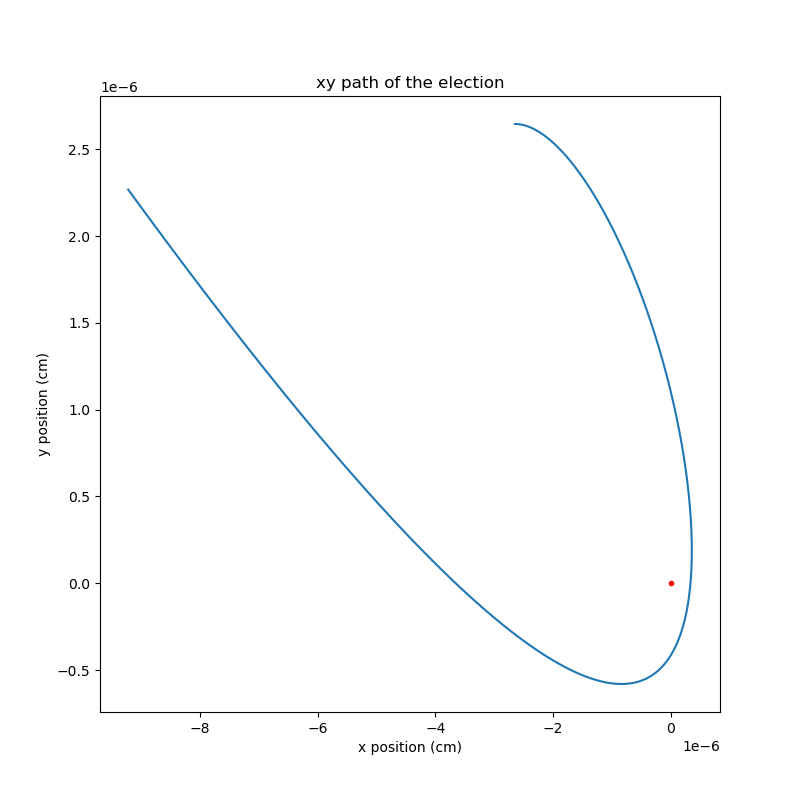 xy path of the election
1e−6
2.5
2.0
1.5
1.0
0.5
0.0
−0.5
y position (cm)
−8 −6 −4 −2 0
x position (cm)
1e−6